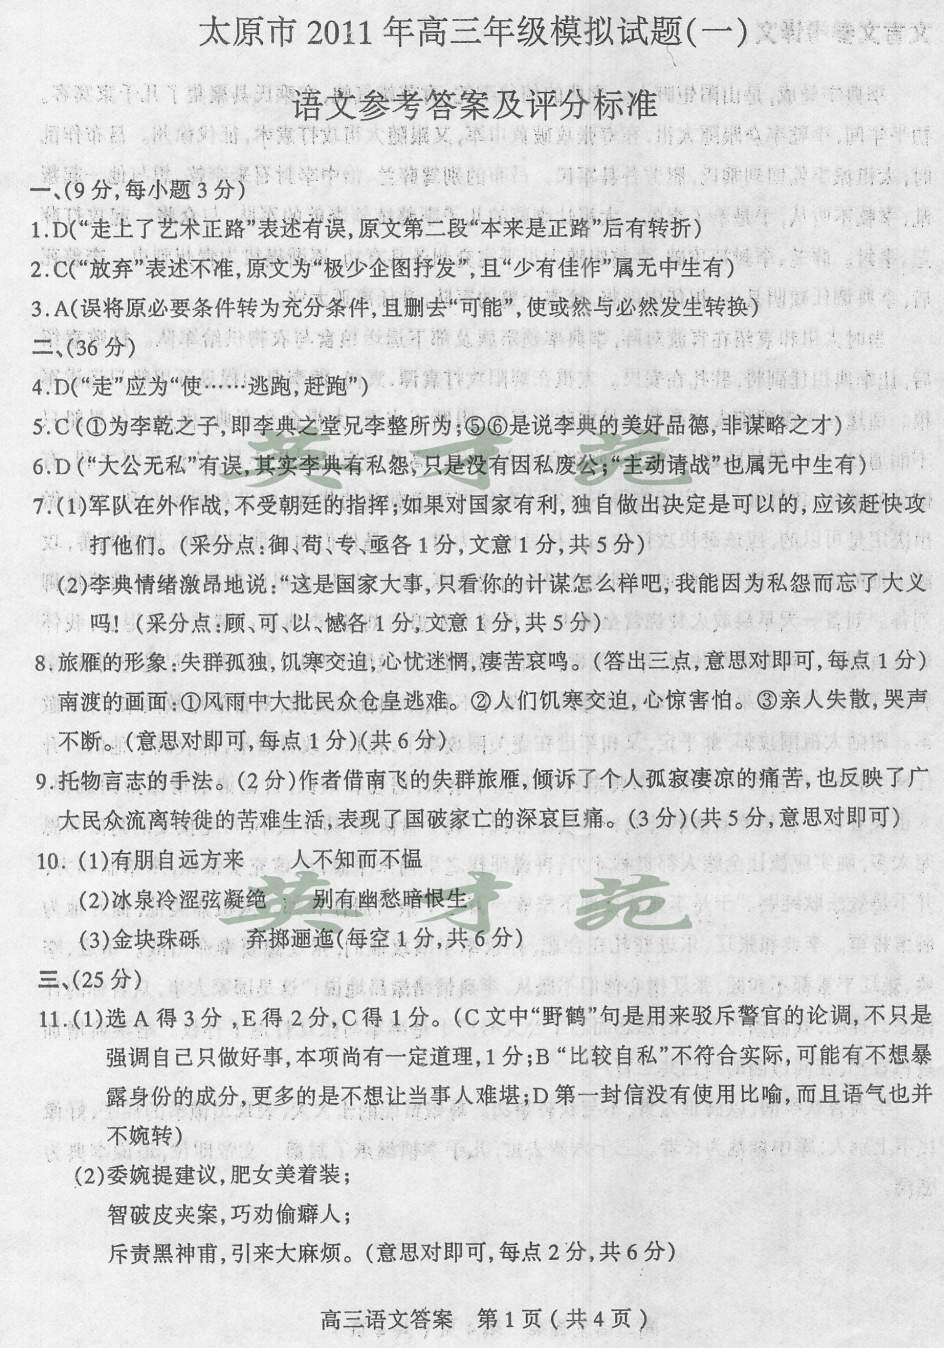 太原市2011年高三年级模拟试题(一)
语文参考答案及评分标准
一、(9分,每小题3分)
1.D(“走上了艺术正路”表述有误,原文第二段“本来是正路”后有转折)
2.C(“放弃”表述不准,原文为“极少企图抒发”,且“少有佳作”属无中生有)
3.A(误将原必要条件转为充分条件,且删去“可能”,使或然与必然发生转换)
二、(36分)
4.D(“走”应为“使……逃跑,赶跑”)
5.C(①为李乾之子,即李典之堂兄李整所为;⑤⑥是说李典的美好品德,非谋略之才)
6.D(“大公无私”有误,其实李典有私怨,只是没有因私废公;“主动请战”也属无中生有)
7.(1)军队在外作战,不受朝廷的指挥;如果对国家有利,独自做出决定是可以的,应该赶快攻
打他们。(采分点:御、苟、专、亟各1分,文意1分,共5分)
(2)李典情绪激昂地说:“这是国家大事,只看你的计谋怎么样吧,我能因为私怨而忘了大义
吗!(采分点:顾、可、以、憾各1分,文意1分,共5分)
8.旅雁的形象:失群孤独,饥寒交迫,心忧迷惘,凄苦哀鸣。(答出三点,意思对即可,每点1分)
南渡的画面:①风雨中大批民众仓皇逃难。②人们饥寒交迫,心惊害怕。③亲人失散,哭声
不断。(意思对即可,每点1分)(共6分)
9.托物言志的手法。(2分)作者借南飞的失群旅雁,倾诉了个人孤寂凄凉的痛苦,也反映了广
大民众流离转徙的苦难生活,表现了国破家亡的深哀巨痛。(3分)(共5分,意思对即可)
10.(1)有朋自远方来 人不知而不愠
(2)冰泉冷涩弦凝绝 别有幽愁暗恨生
(3)金块珠砾 弃掷逦迤(每空1分,共6分)
三、(25分)
11.(1)选A得3分,E得2分,C得1分。(C文中“野鹤”句是用来驳斥警官的论调,不只是
强调自己只做好事,本项尚有一定道理,1分;B“比较自私”不符合实际,可能有不想暴
露身份的成分,更多的是不想让当事人难堪;D第一封信没有使用比喻,而且语气也并
不婉转)
(2)委婉提建议,肥女美着装;
智破皮夹案,巧劝偷癖人;
斥责黑神甫,引来大麻烦。(意思对即可,每点2分,共6分)
高三语文答案 第1页(共4页)
英才苑
英才苑